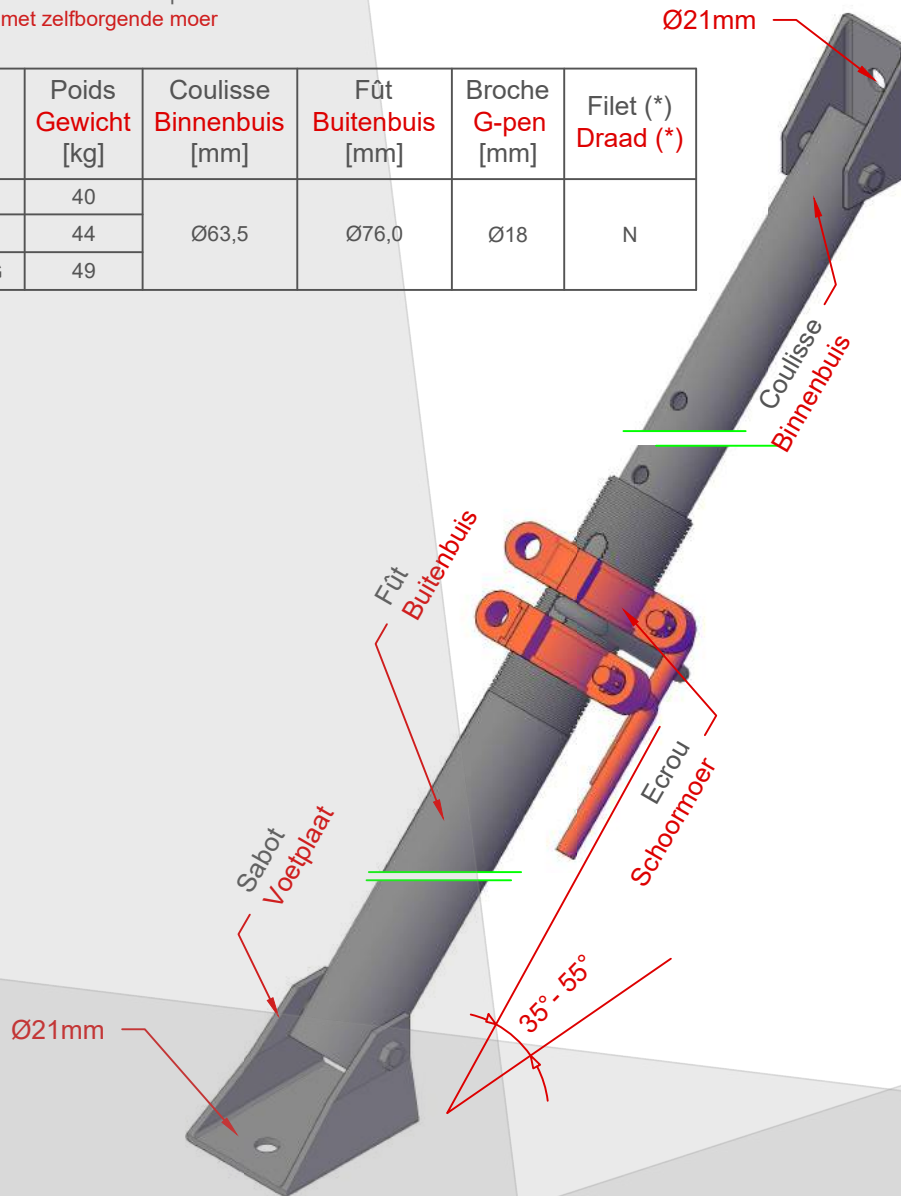 met zelfborgende moer
Ø21mm
Poids
Gewicht
[kg]
Coulisse
Binnenbuis
[mm]
Fût
Buitenbuis
[mm]
Broche
G-pen
[mm]
Filet (*)
Draad (*)
40
44
49
Ø63,5
Ø76,0
Ø18
N
Coulisse
Binnenbuis
Fût
Buitenbuis
Ecrou
Schoormoer
Sabot
Voetplaat
35°- 55°
Ø21mm